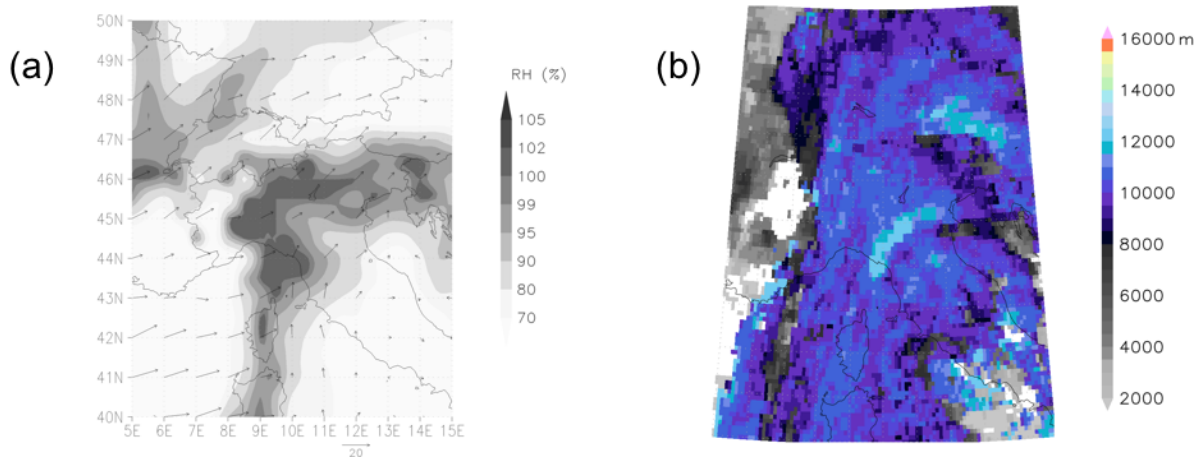 (a)
50N
49N
48N
47N
46N
45N
44N
43N
42N
41N
40N
5E 6E 7E 8E 9E 10E 11E 12E 13E 14E 15E
20
RH (%)
105
102
100
99
95
90
80
70
(b)
16000 m
14000
12000
10000
8000
6000
4000
2000